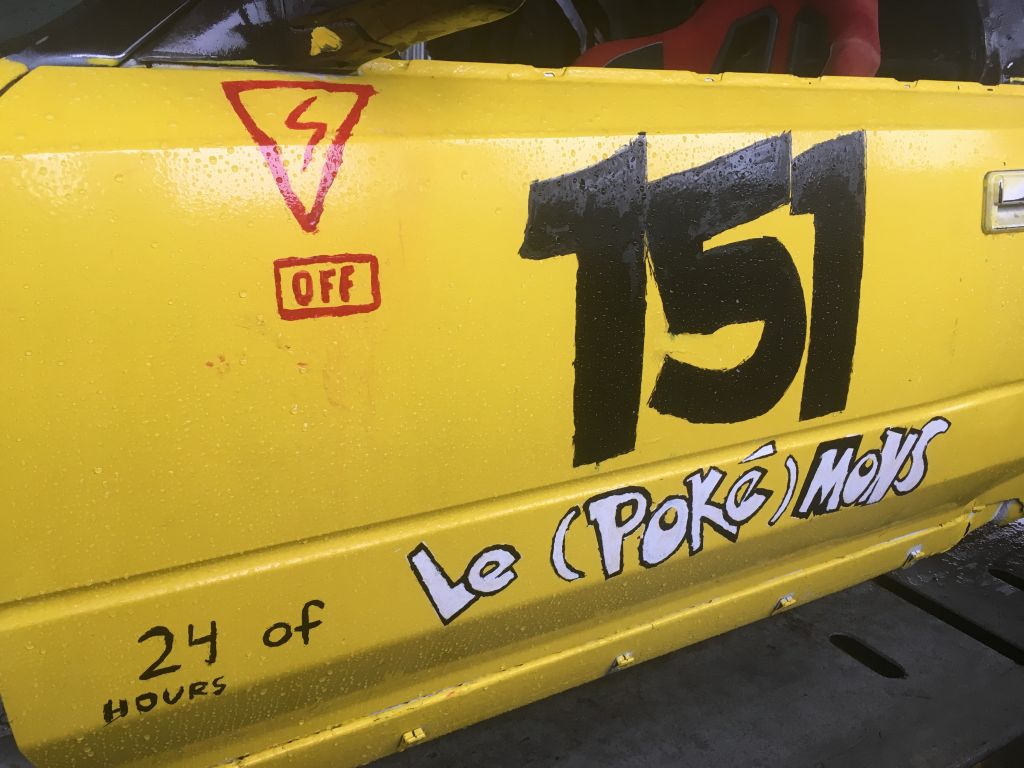 OFF
151
24 of Le (Poké)Mons
HOURS